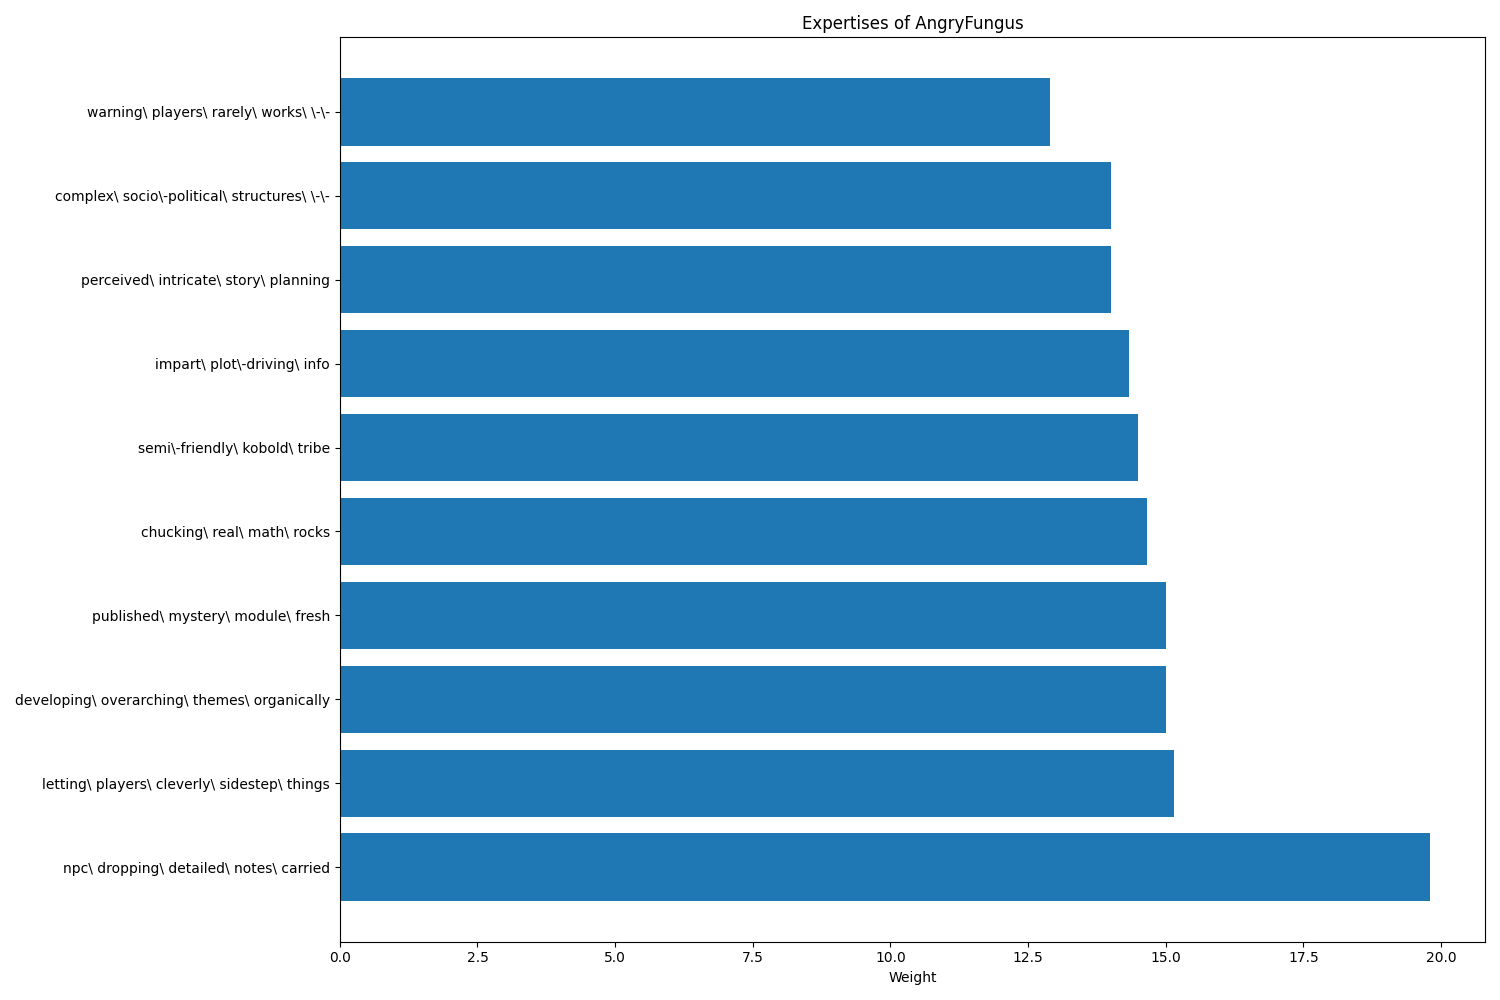 Expertises of AngryFungus
warning\ players\ rarely\ works\ \-\-
complex\ socio\-political\ structures\ \-\-
perceived\ intricate\ story\ planning
impart\ plot\-driving\ info
semi\-friendly\ kobold\ tribe
chucking\ real\ math\ rocks
published\ mystery\ module\ fresh
developing\ overarching\ themes\ organically
letting\ players\ cleverly\ sidestep\ things
npc\ dropping\ detailed\ notes\ carried
0.0 2.5 5.0 7.5 10.0 12.5 15.0 17.5 20.0
Weight